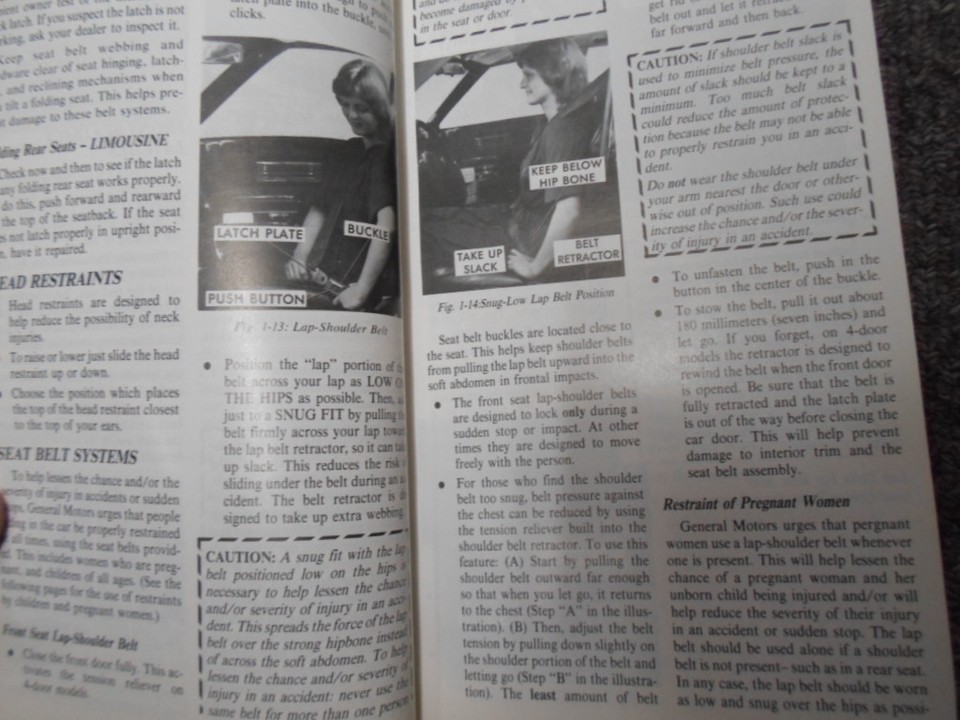 ient owner test of the
k latch. If you suspect the latch is not
rking, ask your dealer to inspect it.
Keep seat belt webbing and
dware clear of seat hinging, latch-
, and reclining mechanisms when
tilt a folding seat. This helps pre-
t damage to these belt systems.
ding Rear Seats – LIMOUSINE
Check now and then to see if the latch
any folding rear seat works properly.
do this, push forward and rearward
the top of the seatback. If the seat
es not latch properly in upright posi-
n, have it repaired.
EAD RESTRAINTS
Head restraints are designed to
help reduce the possibility of neck
injuries.
To raise or lower just slide the head
restraint up or down.
Choose the position which places
the top of the head restraint closest
to the top of your ears.
SEAT BELT SYSTEMS
To help lessen the chance and/or the
verity of injury in accidents or sudden
ps, General Motors urges that people
ing in the car be properly restrained
all times, using the seat belts provid-
ed. This includes women who are preg-
nant, and children of all ages. (See the
following pages for the use of restraints
by children and pregnant women.)
Front Seat Lap-Shoulder Belt
• Close the front door fully. This ac-
tivates the tension reliever on
4-door models.
latch plate into the buckle,
clicks.
LATCH PLATE
BUCKLE
PUSH BUTTON
Fig. 1-13: Lap-Shoulder Belt
• Position the "lap" portion of
belt across your lap as LOW
THE HIPS as possible. Then,
just to a SNUG FIT by pulling
belt firmly across your lap
the lap belt retractor, so it can
up slack. This reduces the risk
sliding under the belt during an
cident. The belt retractor is
signed to take up extra webbing.
CAUTION: A snug fit with the lap
belt positioned low on the hips
necessary to help lessen the chance
and/or severity of injury in an
dent. This spreads the force of the lap
belt over the strong hipbone instead
of across the soft abdomen. To help
lessen the chance and/or severity
injury in an accident: never use the
same belt for more than one person
become damaged
in the seat or door.
KEEP BELOW
HIP BONE
TAKE UP
SLACK
BELT
RETRACTOR
Fig. 1-14:Snug-Low Lap Belt Position
Seat belt buckles are located close to
the seat. This helps keep shoulder belts
from pulling the lap belt upward into the
soft abdomen in frontal impacts.
• The front seat lap-shoulder belts
are designed to lock only during a
sudden stop or impact. At other
times they are designed to move
freely with the person.
• For those who find the shoulder
belt too snug, belt pressure against
the chest can be reduced by using
the tension reliever built into the
shoulder belt retractor. To use this
feature: (A) Start by pulling the
shoulder belt outward far enough
so that when you let go, it returns
to the chest (Step "A" in the illus-
tration). (B) Then, adjust the belt
tension by pulling down slightly on
the shoulder portion of the belt and
letting go (Step "B" in the illustra-
tion). The least amount of belt
belt out and let it
far forward and then back.
CAUTION: If shoulder belt slack is
used to minimize belt pressure, the
amount of slack should be kept to a
minimum. Too much belt slack
could reduce the amount of protec-
tion because the belt may not be able
to properly restrain you in an acci-
dent.
Do not wear the shoulder belt under
your arm nearest the door or other-
wise out of position. Such use could
increase the chance and/or the sever-
ity of injury in an accident.
• To unfasten the belt, push in the
button in the center of the buckle.
• To stow the belt, pull it out about
180 millimeters (seven inches) and
let go. If you forget, on 4-door
models the retractor is designed to
rewind the belt when the front door
is opened. Be sure that the belt is
fully retracted and the latch plate
is out of the way before closing the
car door. This will help prevent
damage to interior trim and the
seat belt assembly.
Restraint of Pregnant Women
General Motors urges that pergnant
women use a lap-shoulder belt whenever
one is present. This will help lessen the
chance of a pregnant woman and her
unborn child being injured and/or will
help reduce the severity of their injury
in an accident or sudden stop. The lap
belt should be used alone if a shoulder
belt is not present– such as in a rear seat.
In any case, the lap belt should be worn
as low and snug over the hips as possi-